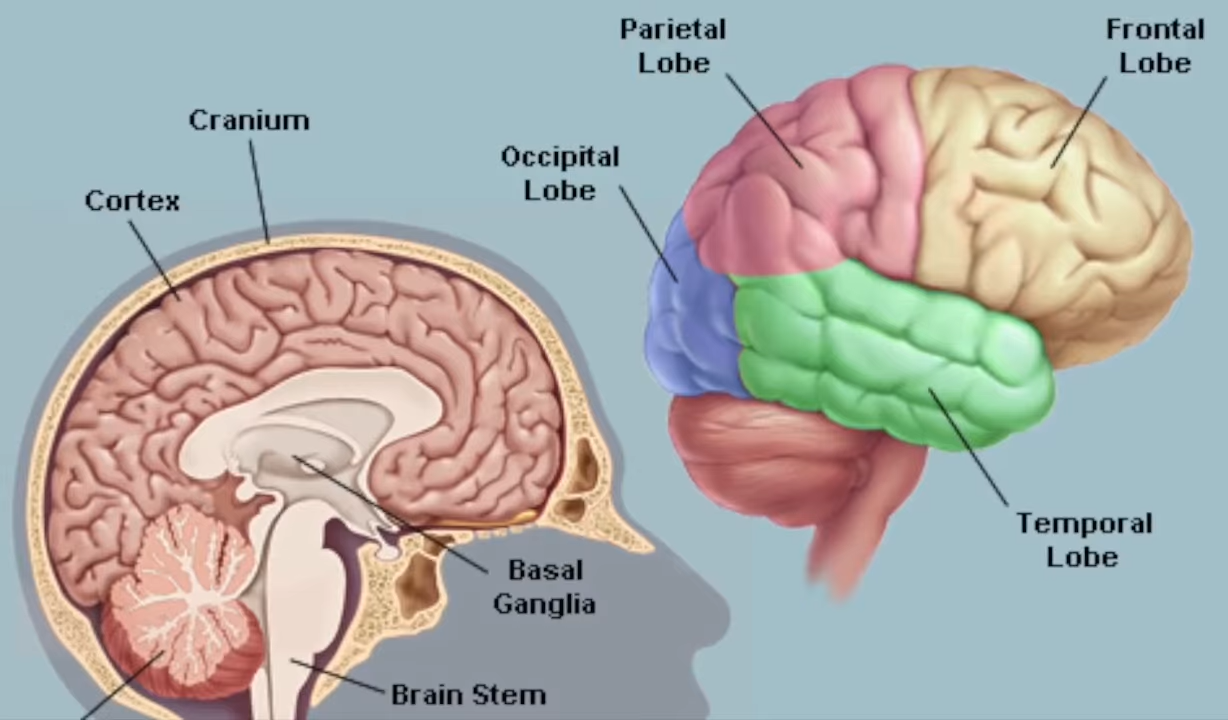 Parietal
Lobe
Frontal
Lobe
Cranium
Occipital
Lobe
Cortex
Temporal
Lobe
Basal
Ganglia
Brain Stem